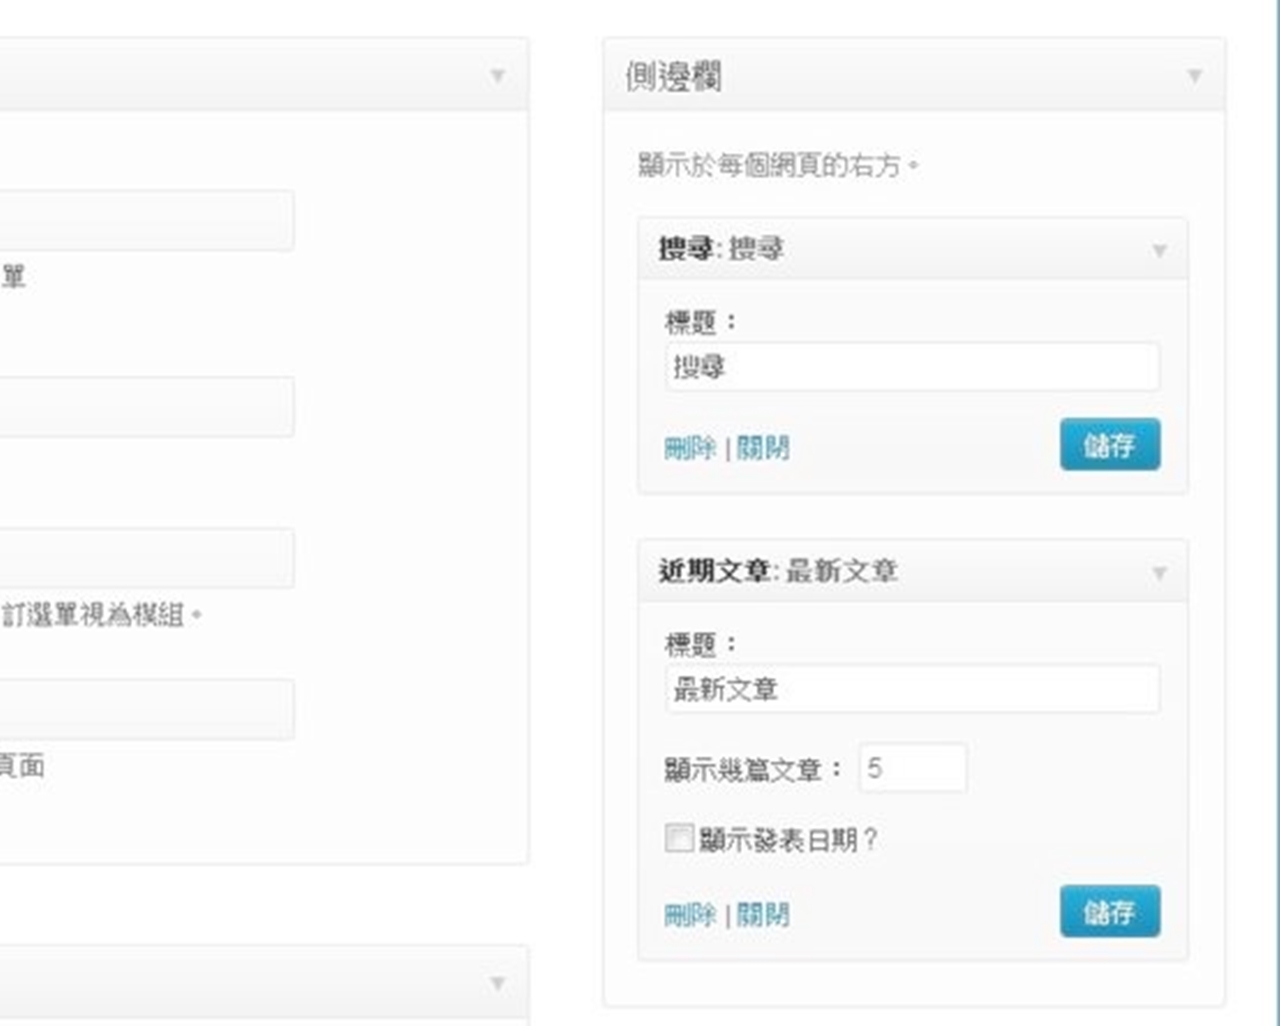 單
訂選單視為模組。
頁面
側邊欄
顯示於每個網頁的右方。
搜尋: 搜尋
標題：
搜尋
刪除 | 關閉
儲存
近期文章: 最新文章
標題：
最新文章
顯示幾篇文章： 5
顯示發表日期？
刪除 | 關閉
儲存